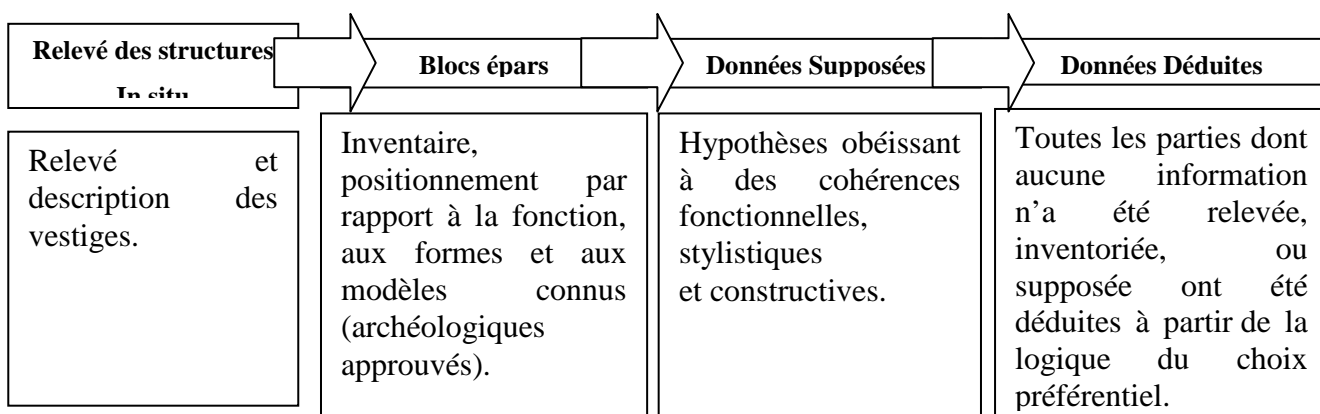 Relevé des structures
In situ
Blocs épars
Données Supposées
Données Déduites
Relevé et
description des
vestiges.
Inventaire,
positionnement par
rapport à la fonction,
aux formes et aux
modèles connus
(archéologiques
approuvés).
Hypothèses obéissant
à des cohérences
fonctionnelles,
stylistiques
et constructives.
Toutes les parties dont
aucune information
n’a été relevée,
inventoriée, ou
supposée ont été
déduites à partir de la
logique du choix
préférentiel.